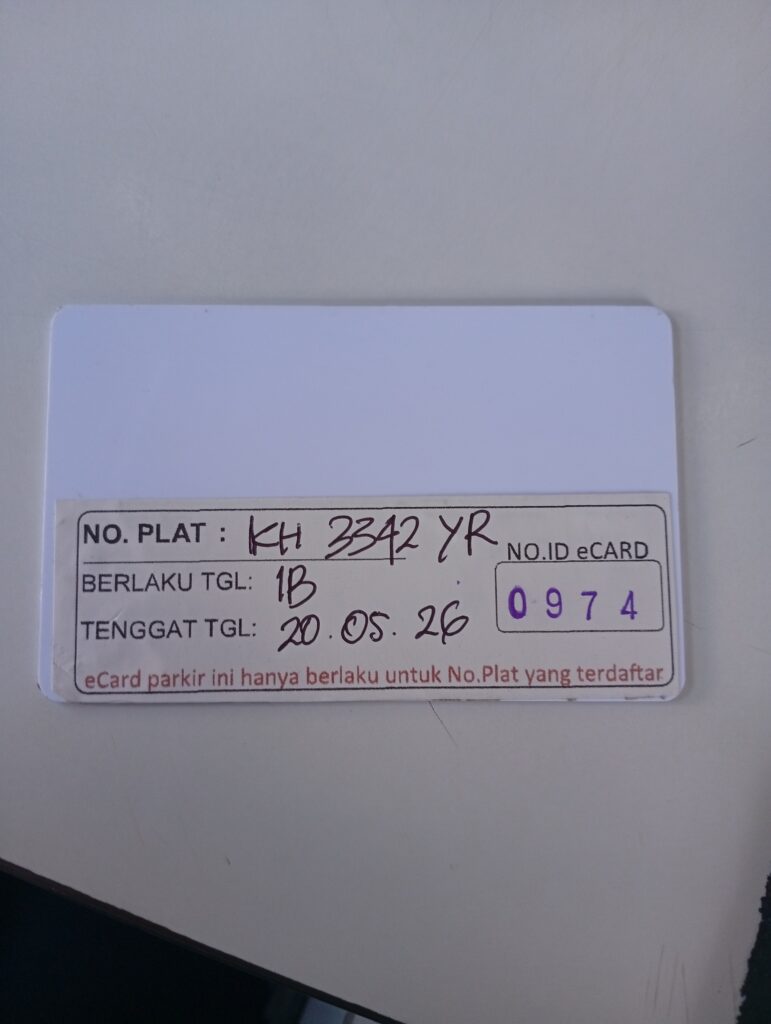 NO. PLAT : KH 3342 YR
NO.ID eCARD
BERLAKU TGL: 1B
0974
TENGGAT TGL: 20.05.26
eCard parkir ini hanya berlaku untuk No.Plat yang terdaftar